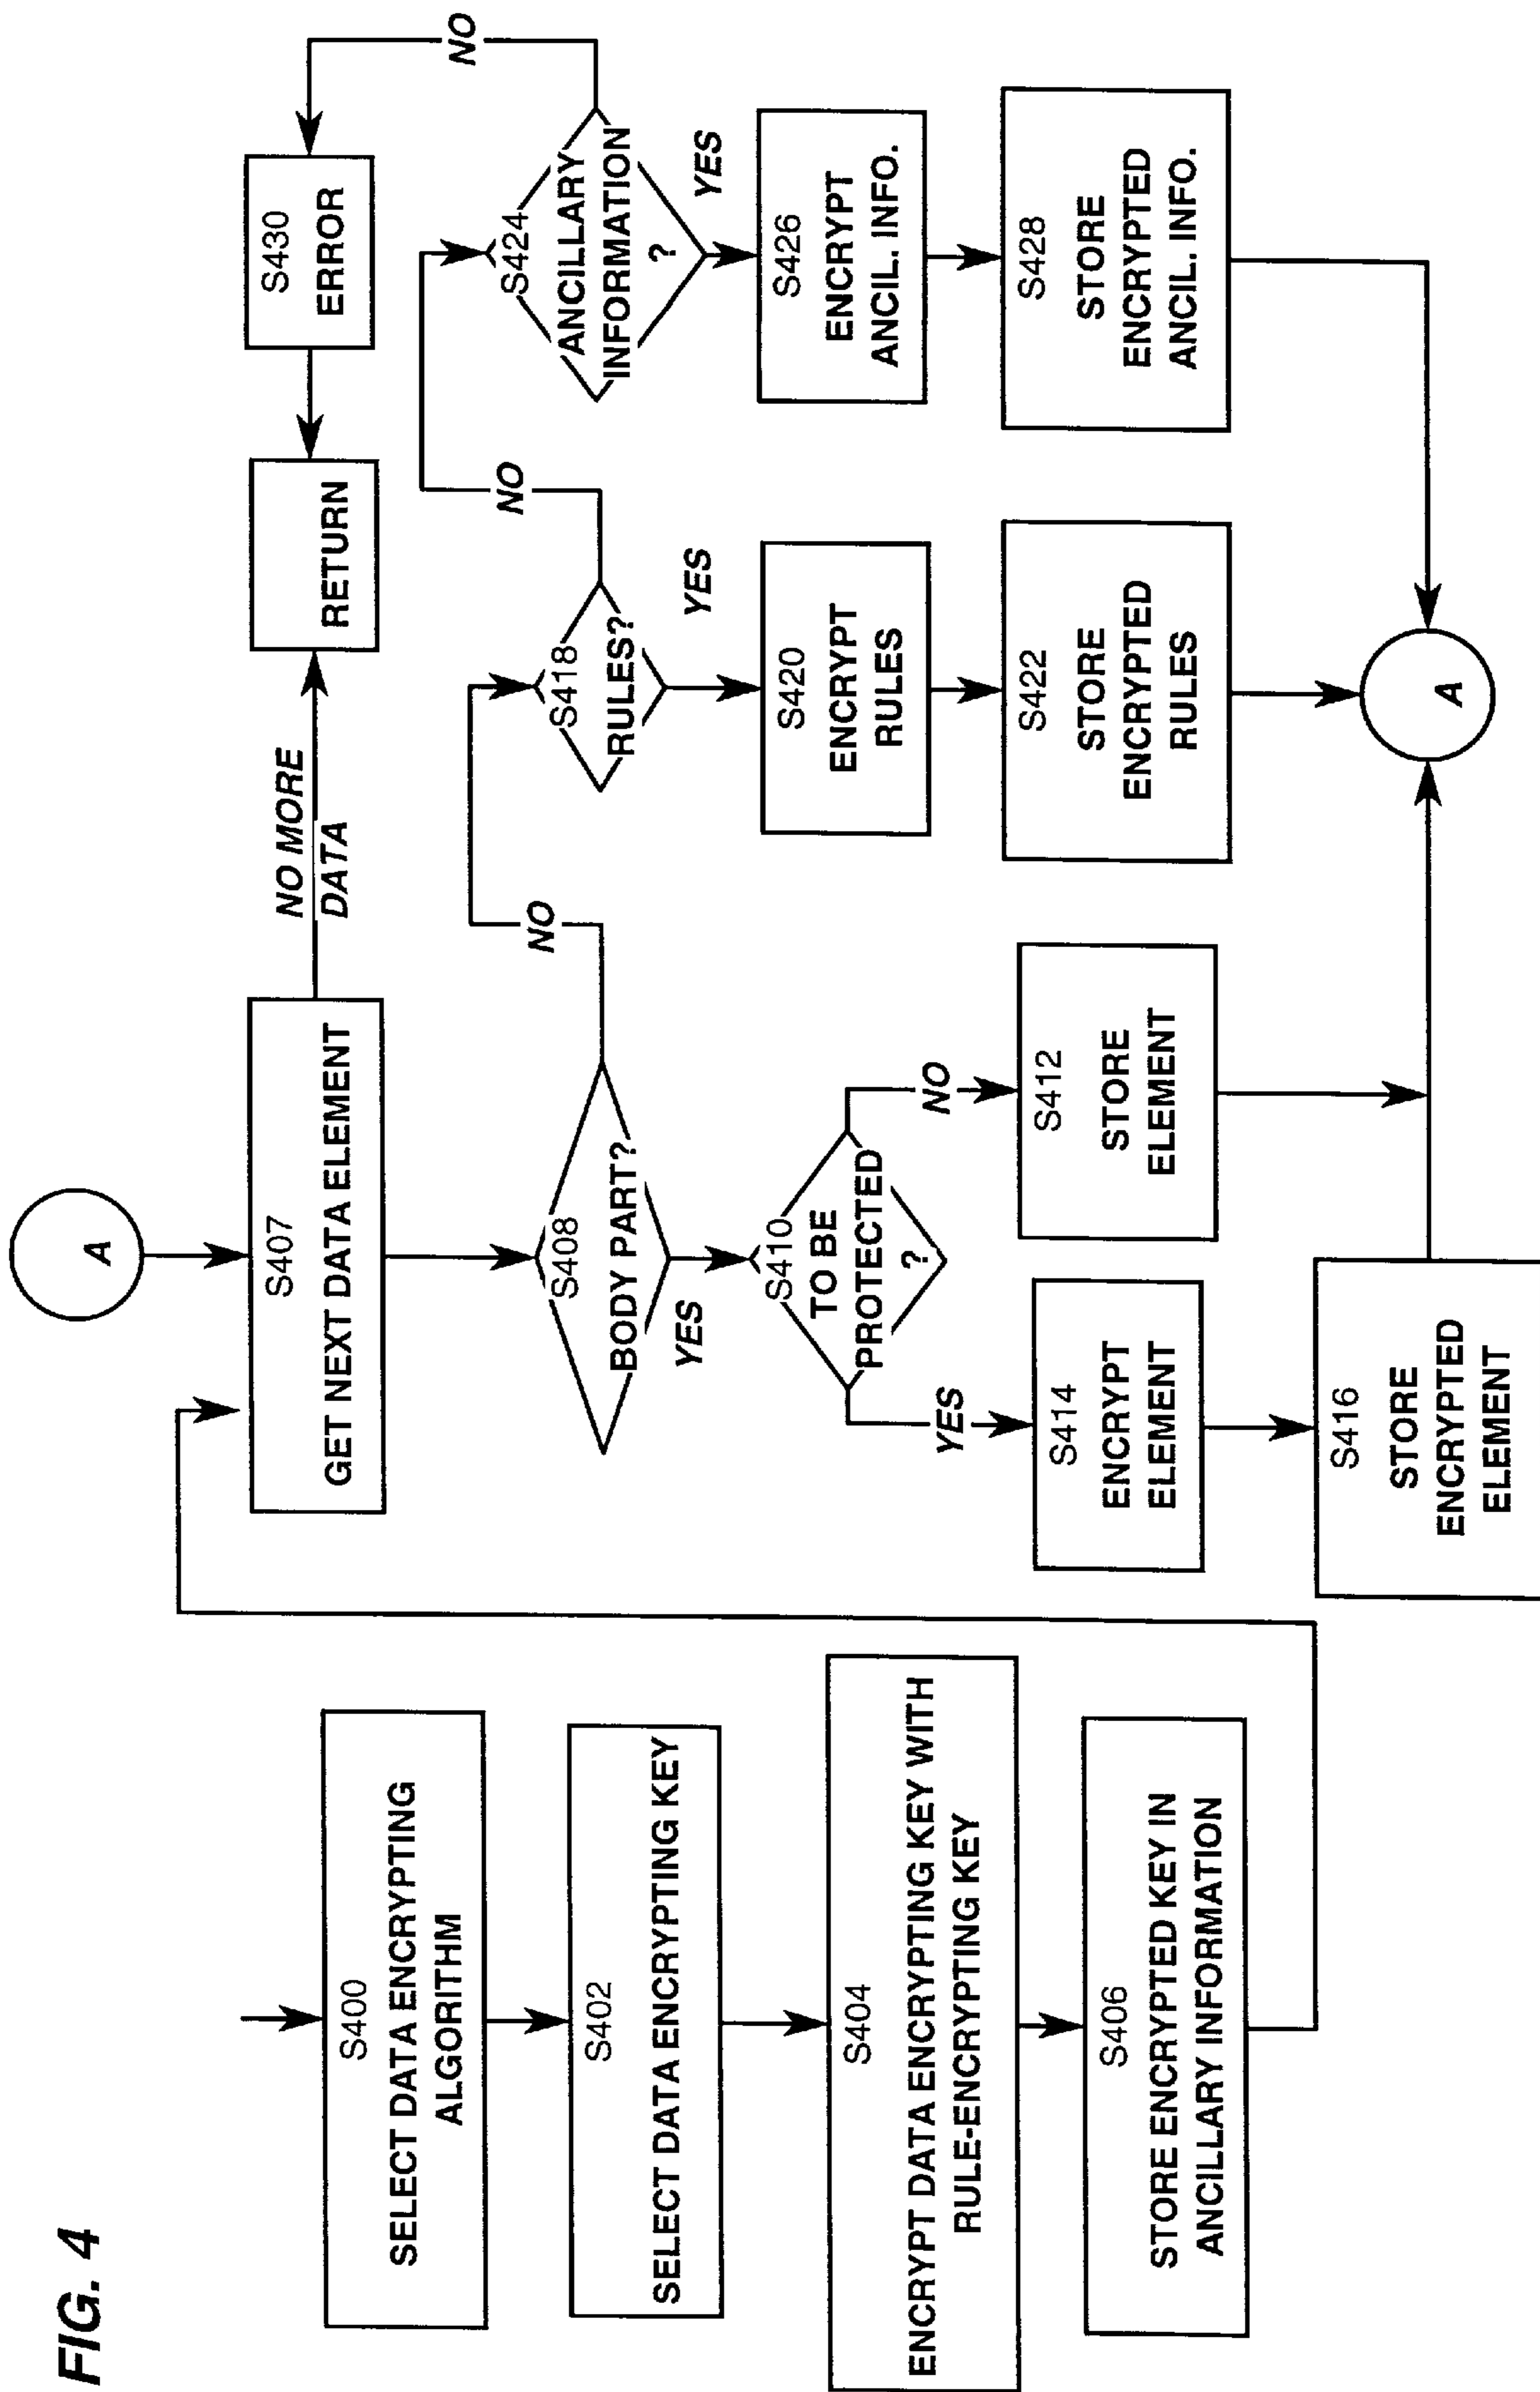 FIG. 4
S400
SELECT DATA ENCRYPTING
ALGORITHM
S402
SELECT DATA ENCRYPTING KEY
S404
ENCRYPT DATA ENCRYPTING KEY WITH
RULE-ENCRYPTING KEY
S406
STORE ENCRYPTED KEY IN
ANCILLARY INFORMATION
A
S407
GET NEXT DATA ELEMENT
NO MORE
DATA
RETURN
S430
ERROR
S408
BODY PART?
YES
NO
S410
TO BE
PROTECTED
?
YES
NO
S414
ENCRYPT
ELEMENT
S416
STORE
ENCRYPTED
ELEMENT
S412
STORE
ELEMENT
S418
RULES?
YES
NO
S420
ENCRYPT
RULES
S422
STORE
ENCRYPTED
RULES
S424
ANCILLARY
INFORMATION
?
YES
NO
S426
ENCRYPT
ANCIL. INFO.
S428
STORE
ENCRYPTED
ANCIL. INFO.
A